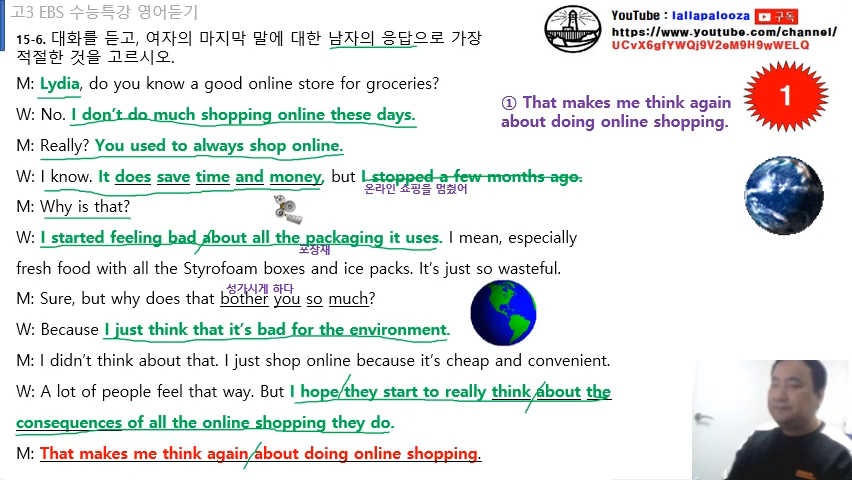 고3 EBS 수능특강 영어듣기
YouTube : lallapalooza 구독
https://www.youtube.com/channel/
UCvX6gfYWQj9V2eM9H9wWELQ
15-6. 대화를 듣고, 여자의 마지막 말에 대한 남자의 응답으로 가장
적절한 것을 고르시오.
M: Lydia, do you know a good online store for groceries?
W: No. I don't do much shopping online these days.
M: Really? You used to always shop online.
W: I know. It does save time and money, but I stopped a few months ago.
온라인 쇼핑을 멈췄어
M: Why is that?
W: I started feeling bad about all the packaging it uses. I mean, especially
포장재
fresh food with all the Styrofoam boxes and ice packs. It's just so wasteful.
성가시게 하다
M: Sure, but why does that bother you so much?
W: Because I just think that it's bad for the environment.
M: I didn't think about that. I just shop online because it's cheap and convenient.
W: A lot of people feel that way. But I hope they start to really think about the
consequences of all the online shopping they do.
M: That makes me think again about doing online shopping.
① That makes me think again
about doing online shopping.
1